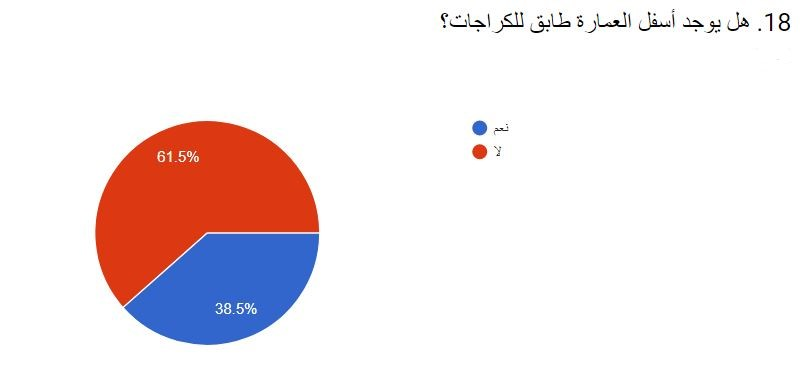 18. هل يوجد أسفل العمارة طابق للكراجات؟
نعم
لا
61.5%
38.5%